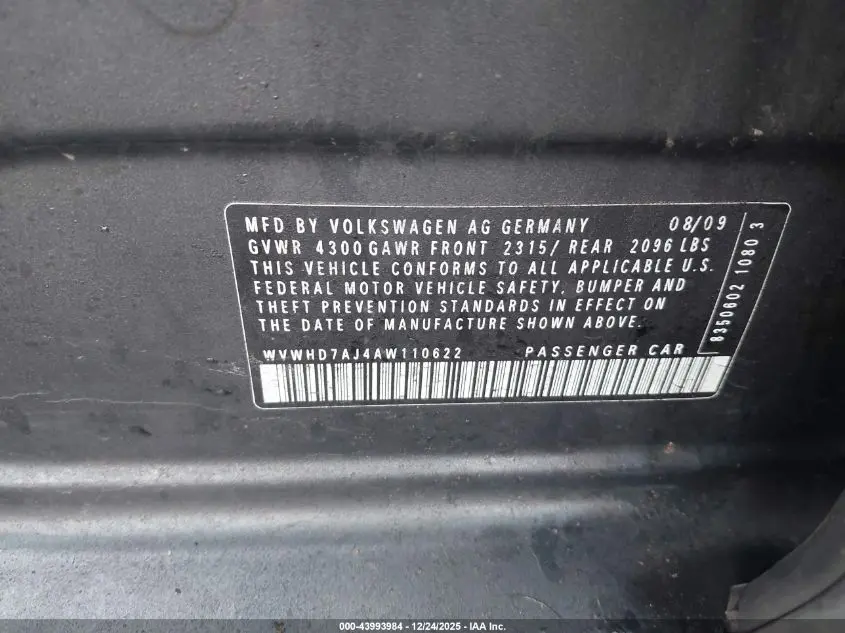 MFD BY VOLKSWAGEN AG GERMANY 08/09
GVWR 4300 GAWR FRONT 2315/ REAR 2096 LBS
THIS VEHICLE CONFORMS TO ALL APPLICABLE U.S.
FEDERAL MOTOR VEHICLE SAFETY, BUMPER AND
THEFT PREVENTION STANDARDS IN EFFECT ON
THE DATE OF MANUFACTURE SHOWN ABOVE.
WVWHD7AJ4AW110622 PASSENGER CAR
8350602 1080 3
000-43993984 - 12/24/2025 - IAA Inc.